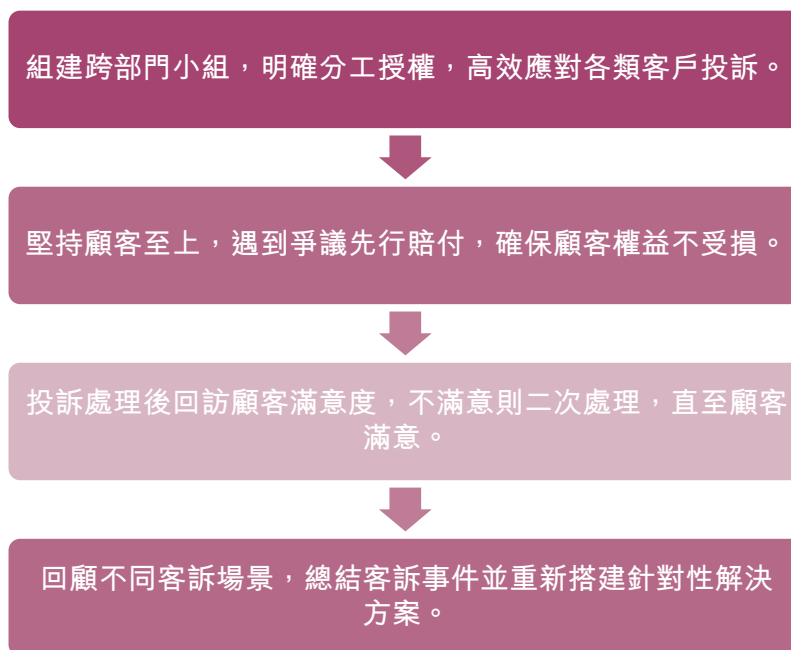 組建跨部門小組，明確分工授權，高效應對各類客戶投訴。
堅持顧客至上，遇到爭議先行賠付，確保顧客權益不受損。
投訴處理後回訪顧客滿意度，不滿意則二次處理，直至顧客
滿意。
回顧不同客訴場景，總結客訴事件並重新搭建針對性解決
方案。